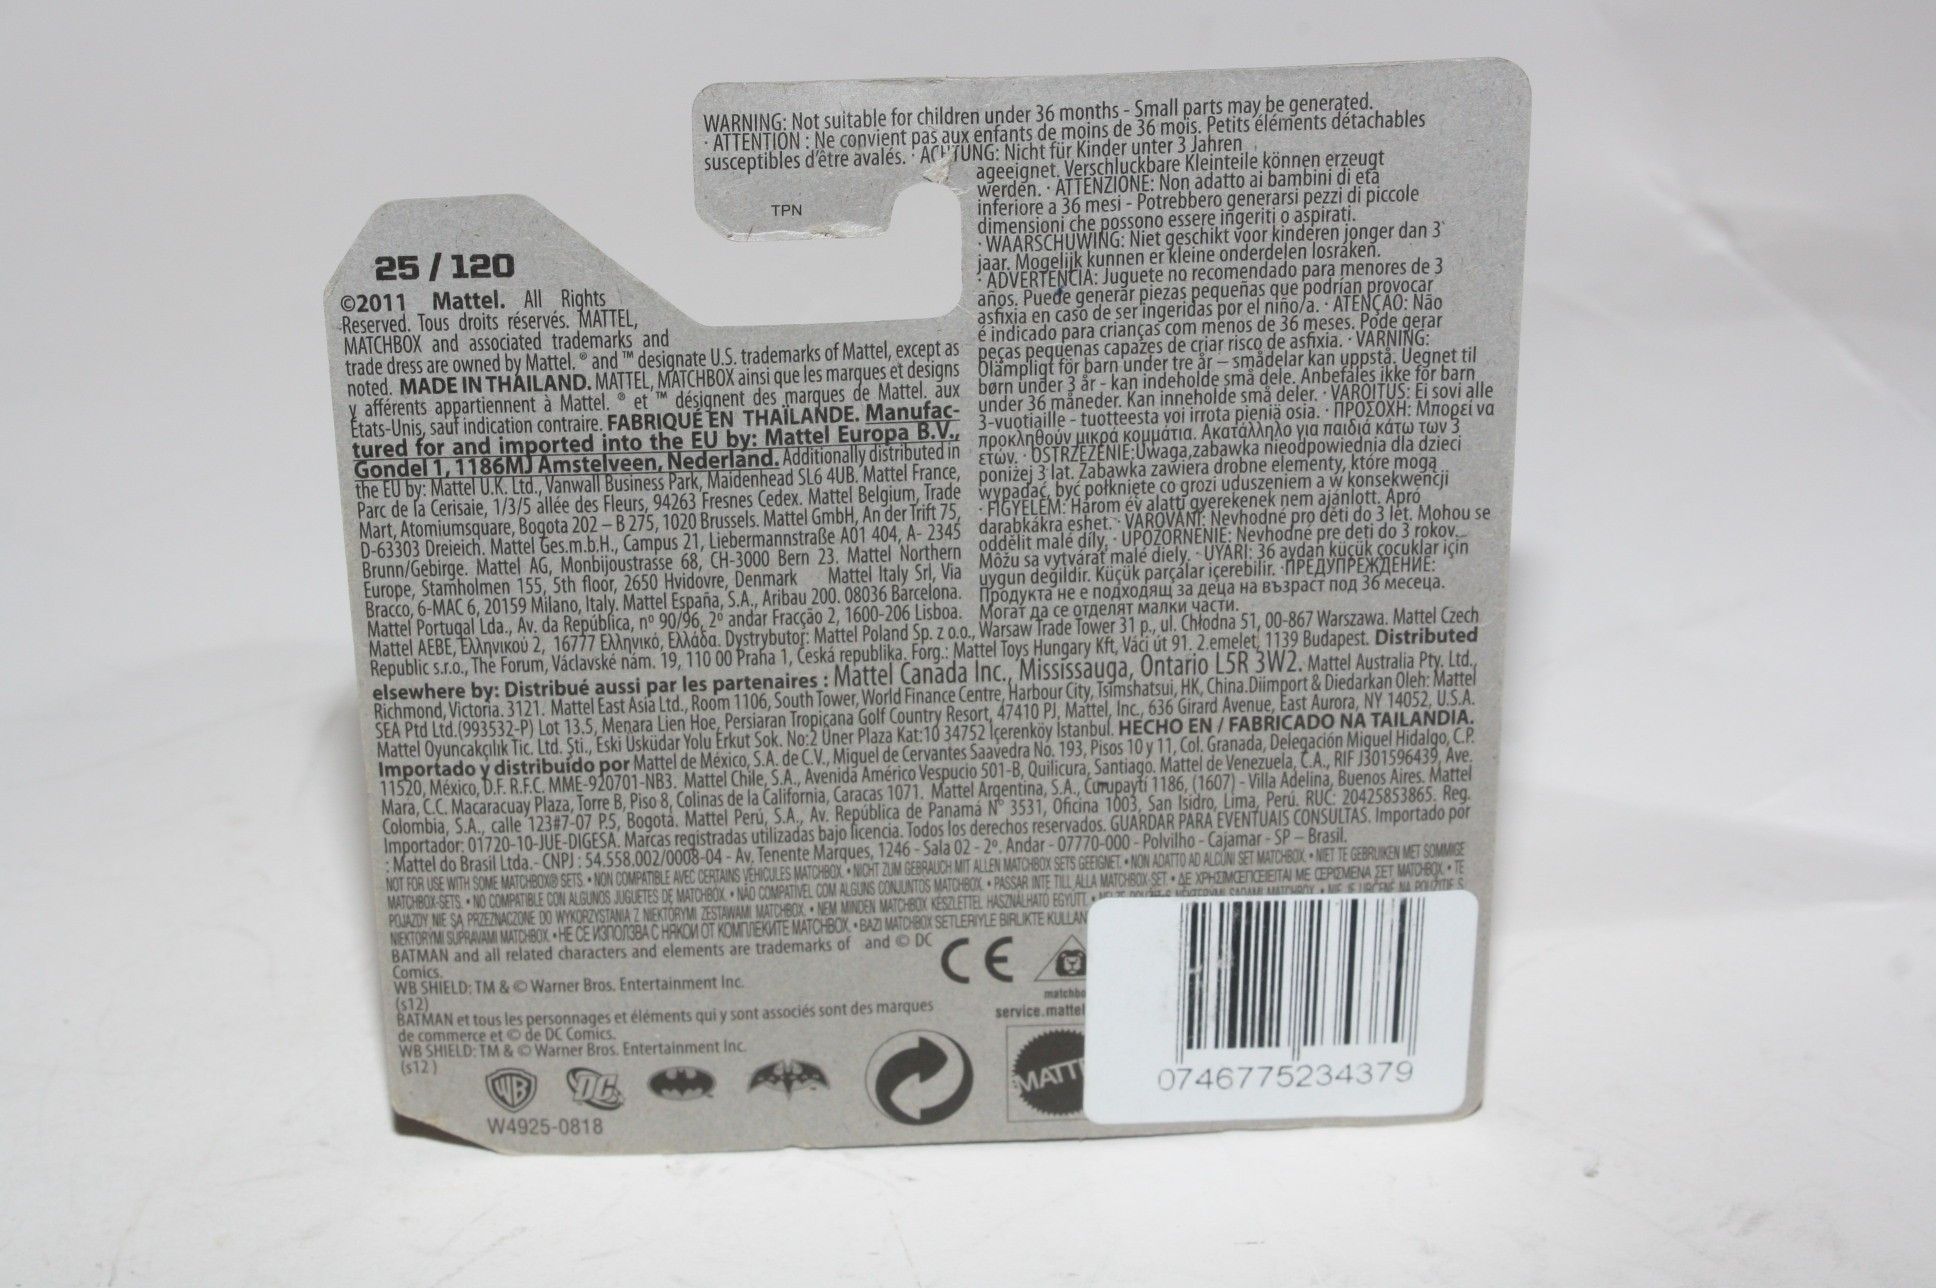 WARNING: Not suitable for children under 36 months - Small parts may be generated.
· ATTENTION : Ne convient pas aux enfants de moins de 36 mois. Petits éléments détachables
susceptibles d'être avalés. · ACHTUNG: Nicht für Kinder unter 3 Jahren
ageeignet. Verschluckbare Kleinteile können erzeugt
werden. · ATTENZIONE: Non adatto ai bambini di età
inferiore a 36 mesi - Potrebbero generarsi pezzi di piccole
dimensioni che possono essere ingeriti o aspirati.
· WAARSCHUWING: Niet geschikt voor kinderen jonger dan 3
jaar. Mogelijk kunnen er kleine onderdelen losraken.
· ADVERTENCIA: Juguete no recomendado para menores de 3
años. Puede generar piezas pequeñas que podrían provocar
asfixia en caso de ser ingeridas por el niño/a. · ATENÇÃO: Não
é indicado para crianças com menos de 36 meses. Pode gerar
peças pequenas capazes de criar risco de asfixia. · VARNING:
Olämpligt för barn under tre år – smådelar kan uppstå. Uegnet til
børn under 3 år - kan indeholde små dele. Anbefales ikke for barn
under 36 måneder. Kan inneholde små deler. · VAROITUS: Ei sovi alle
3-vuotiaille - tuotteesta voi irrota pieniä osia. · ΠΡΟΣΟΧΗ: Μπορεί να
προκληθούν μικρά κομμάτια. Ακατάλληλο για παιδιά κάτω των 3
ετών. · OSTRZEŻENIE:Uwaga,zabawka nieodpowiednia dla dzieci
poniżej 3 lat. Zabawka zawiera drobne elementy, które mogą
wypadać, być połknięte co grozi uduszeniem a w konsekwencji
· FIGYELEM: Három év alatti gyerekenek nem ajánlott. Apró
darabkákra eshet. · VAROVÁNÍ: Nevhodné pro děti do 3 let. Mohou se
oddělit malé díly. · UPOZORNENIE: Nevhodné pre deti do 3 rokov.
Môžu sa vytvárať malé diely. · UYARI: 36 aydan küçük çocuklar için
uygun değildir. Küçük parçalar içerebilir. ·ПРЕДУПРЕЖДЕНИЕ:
Продукта не е подходящ за деца на възраст под 36 месеца.
Могат да се отделят малки части.
TPN
25 / 120
©2011 Mattel. All Rights
Reserved. Tous droits réservés. MATTEL,
MATCHBOX and associated trademarks and
trade dress are owned by Mattel. ® and ™ designate U.S. trademarks of Mattel, except as
noted. MADE IN THAILAND. MATTEL, MATCHBOX ainsi que les marques et designs
y afférents appartiennent à Mattel. ® et ™ désignent des marques de Mattel. aux
États-Unis, sauf indication contraire. FABRIQUÉ EN THAÏLANDE. Manufac-
tured for and imported into the EU by: Mattel Europa B.V.,
Gondel 1, 1186MJ Amstelveen, Nederland. Additionally distributed in
the EU by: Mattel U.K. Ltd., Vanwall Business Park, Maidenhead SL6 4UB. Mattel France,
Parc de la Cerisaie, 1/3/5 allée des Fleurs, 94263 Fresnes Cedex. Mattel Belgium, Trade
Mart, Atomiumsquare, Bogota 202 – B 275, 1020 Brussels. Mattel GmbH, An der Trift 75,
D-63303 Dreieich. Mattel Ges.m.b.H., Campus 21, Liebermannstraße A01 404, A- 2345
Brunn/Gebirge. Mattel AG, Monbijoustrasse 68, CH-3000 Bern 23. Mattel Northern
Europe, Stamholmen 155, 5th floor, 2650 Hvidovre, Denmark Mattel Italy Srl, Via
Bracco, 6-MAC 6, 20159 Milano, Italy. Mattel España, S.A., Aribau 200. 08036 Barcelona.
Mattel Portugal Lda., Av. da República, nº 90/96, 2º andar Fracção 2, 1600-206 Lisboa.
Mattel AEBE, Ελληνικού 2, 16777 Ελληνικό, Ελλάδα. Dystrybutor: Mattel Poland Sp. z o.o., Warsaw Trade Tower 31 p., ul. Chłodna 51, 00-867 Warszawa. Mattel Czech
Republic s.r.o., The Forum, Václavské nám. 19, 110 00 Praha 1, Česká republika. Forg.: Mattel Toys Hungary Kft, Váci út 91. 2.emelet, 1139 Budapest. Distributed
elsewhere by: Distribué aussi par les partenaires : Mattel Canada Inc., Mississauga, Ontario L5R 3W2. Mattel Australia Pty. Ltd.,
Richmond, Victoria. 3121. Mattel East Asia Ltd., Room 1106, South Tower, World Finance Centre, Harbour City, Tsimshatsui, HK, China.Diimport & Diedarkan Oleh: Mattel
SEA Ptd Ltd.(993532-P) Lot 13.5, Menara Lien Hoe, Persiaran Tropicana Golf Country Resort, 47410 PJ. Mattel, Inc., 636 Girard Avenue, East Aurora, NY 14052, U.S.A.
Mattel Oyuncakçılık Tic. Ltd. Şti., Eski Üsküdar Yolu Erkut Sok. No:2 Üner Plaza Kat:10 34752 İçerenköy İstanbul. HECHO EN / FABRICADO NA TAILANDIA.
Importado y distribuido por Mattel de México, S.A. de C.V., Miguel de Cervantes Saavedra No. 193, Pisos 10 y 11, Col. Granada, Delegación Miguel Hidalgo, C.P.
11520, México, D.F. R.F.C. MME-920701-NB3. Mattel Chile, S.A., Avenida Américo Vespucio 501-B, Quilicura, Santiago. Mattel de Venezuela, C.A., RIF J301596439, Ave.
Mara, C.C. Macaracuay Plaza, Torre B, Piso 8, Colinas de la California, Caracas 1071. Mattel Argentina, S.A., Curupaytí 1186, (1607) - Villa Adelina, Buenos Aires. Mattel
Colombia, S.A., calle 123#7-07 P.5, Bogotá. Mattel Perú, S.A., Av. República de Panamá N° 3531, Oficina 1003, San Isidro, Lima, Perú. RUC: 20425853865. Reg.
Importador: 01720-10-JUE-DIGESA. Marcas registradas utilizadas bajo licencia. Todos los derechos reservados. GUARDAR PARA EVENTUAIS CONSULTAS. Importado por
: Mattel do Brasil Ltda.- CNPJ : 54.558.002/0008-04 - Av. Tenente Marques, 1246 - Sala 02 - 2º. Andar - 07770-000 - Polvilho - Cajamar - SP – Brasil.
NOT FOR USE WITH SOME MATCHBOX® SETS. • NON COMPATIBLE AVEC CERTAINS VÉHICULES MATCHBOX. • NICHT ZUM GEBRAUCH MIT ALLEN MATCHBOX SETS GEEIGNET. • NON ADATTO AD ALCUNI SET MATCHBOX. • NIET TE GEBRUIKEN MET SOMMIGE
MATCHBOX-SETS. • NO COMPATIBLE CON ALGUNOS JUGUETES DE MATCHBOX. • NÃO COMPATÍVEL COM ALGUNS CONJUNTOS MATCHBOX. • PASSAR INTE TILL ALLA MATCHBOX-SET. • ΔΕ ΧΡΗΣΙΜΟΠΟΙΕΙΤΑΙ ΜΕ ΟΡΙΣΜΕΝΑ ΣΕΤ MATCHBOX. • TE
POJAZDY NIE SĄ PRZEZNACZONE DO WYKORZYSTANIA Z NIEKTÓRYMI ZESTAWAMI MATCHBOX. • NEM MINDEN MATCHBOX KÉSZLETTEL HASZNÁLHATÓ EGYÜTT. •
NIEKTORÝMI SÚPRAVAMI MATCHBOX. • НЕ СЕ ИЗПОЛЗВА С НЯКОИ ОТ КОМПЛЕКИТЕ MATCHBOX. • BAZI MATCHBOX SETLERİYLE BİRLİKTE KULLAN
BATMAN and all related characters and elements are trademarks of and © DC
Comics.
WB SHIELD: TM & © Warner Bros. Entertainment Inc.
(s12)
BATMAN et tous les personnages et éléments qui y sont associés sont des marques
de commerce et © de DC Comics.
WB SHIELD: TM & © Warner Bros. Entertainment Inc.
(s12 )
CE
matchbo
service.mattel
WB
DC
MATT
W4925-0818
0746775234379